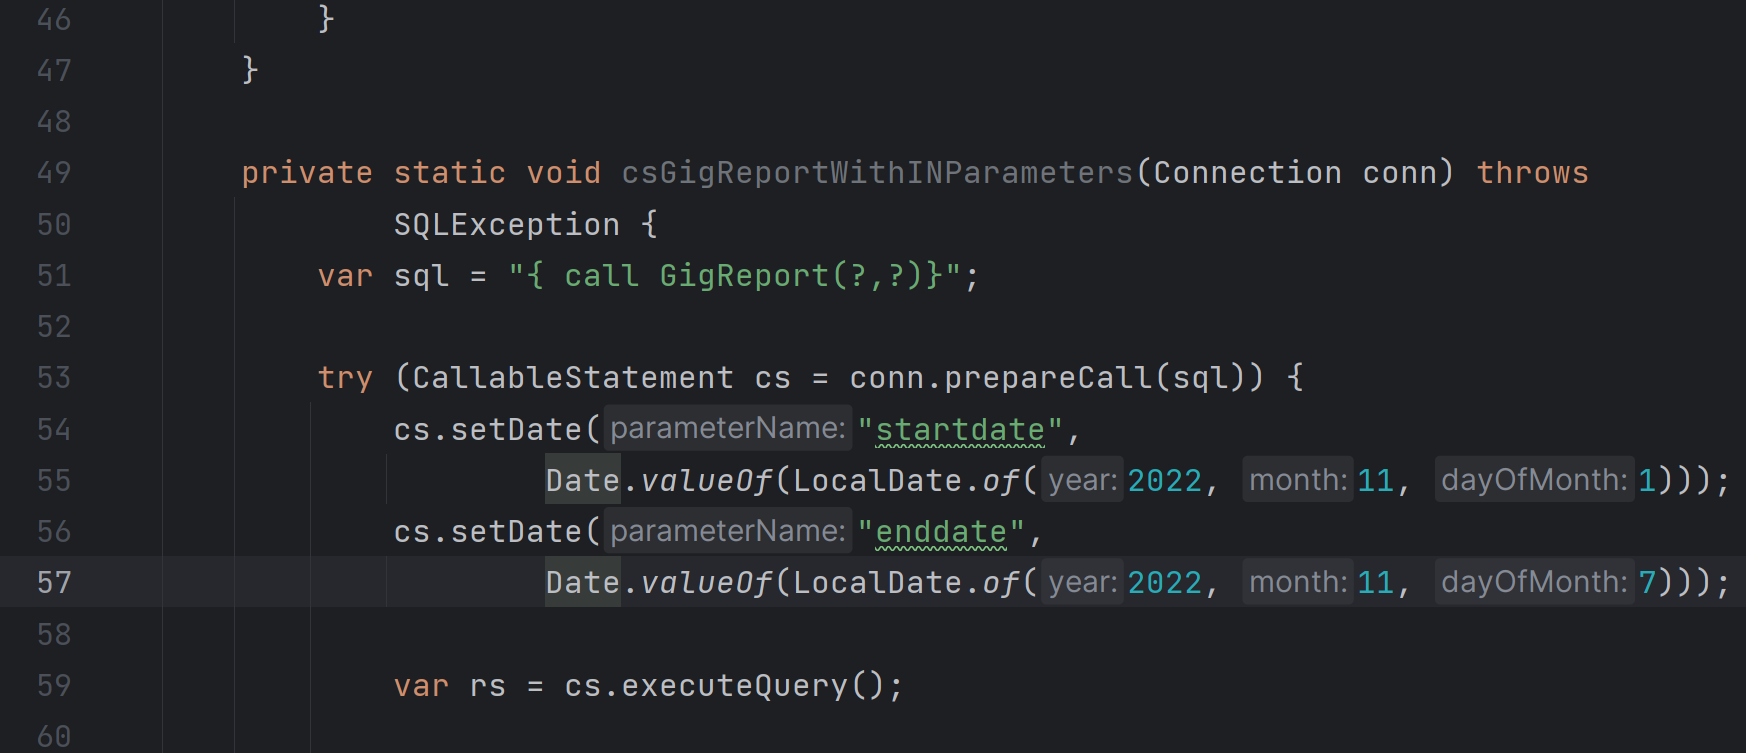 46 }
47 }
48
49 private static void csGigReportWithINParameters(Connection conn) throws
50 SQLException {
51 var sql = "{ call GigReport(?,?)}";
52
53 try (CallableStatement cs = conn.prepareCall(sql)) {
54 cs.setDate( parameterName: "startdate",
55 Date.valueOf(LocalDate.of( year: 2022, month: 11, dayOfMonth: 1)));
56 cs.setDate( parameterName: "enddate",
57 Date.valueOf(LocalDate.of( year: 2022, month: 11, dayOfMonth: 7)));
58
59 var rs = cs.executeQuery();
60